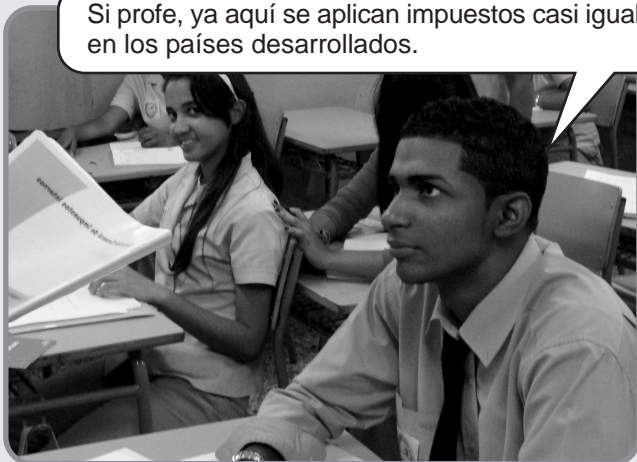 Si profe, ya aquí se aplican impuestos casi igual
en los países desarrollados.